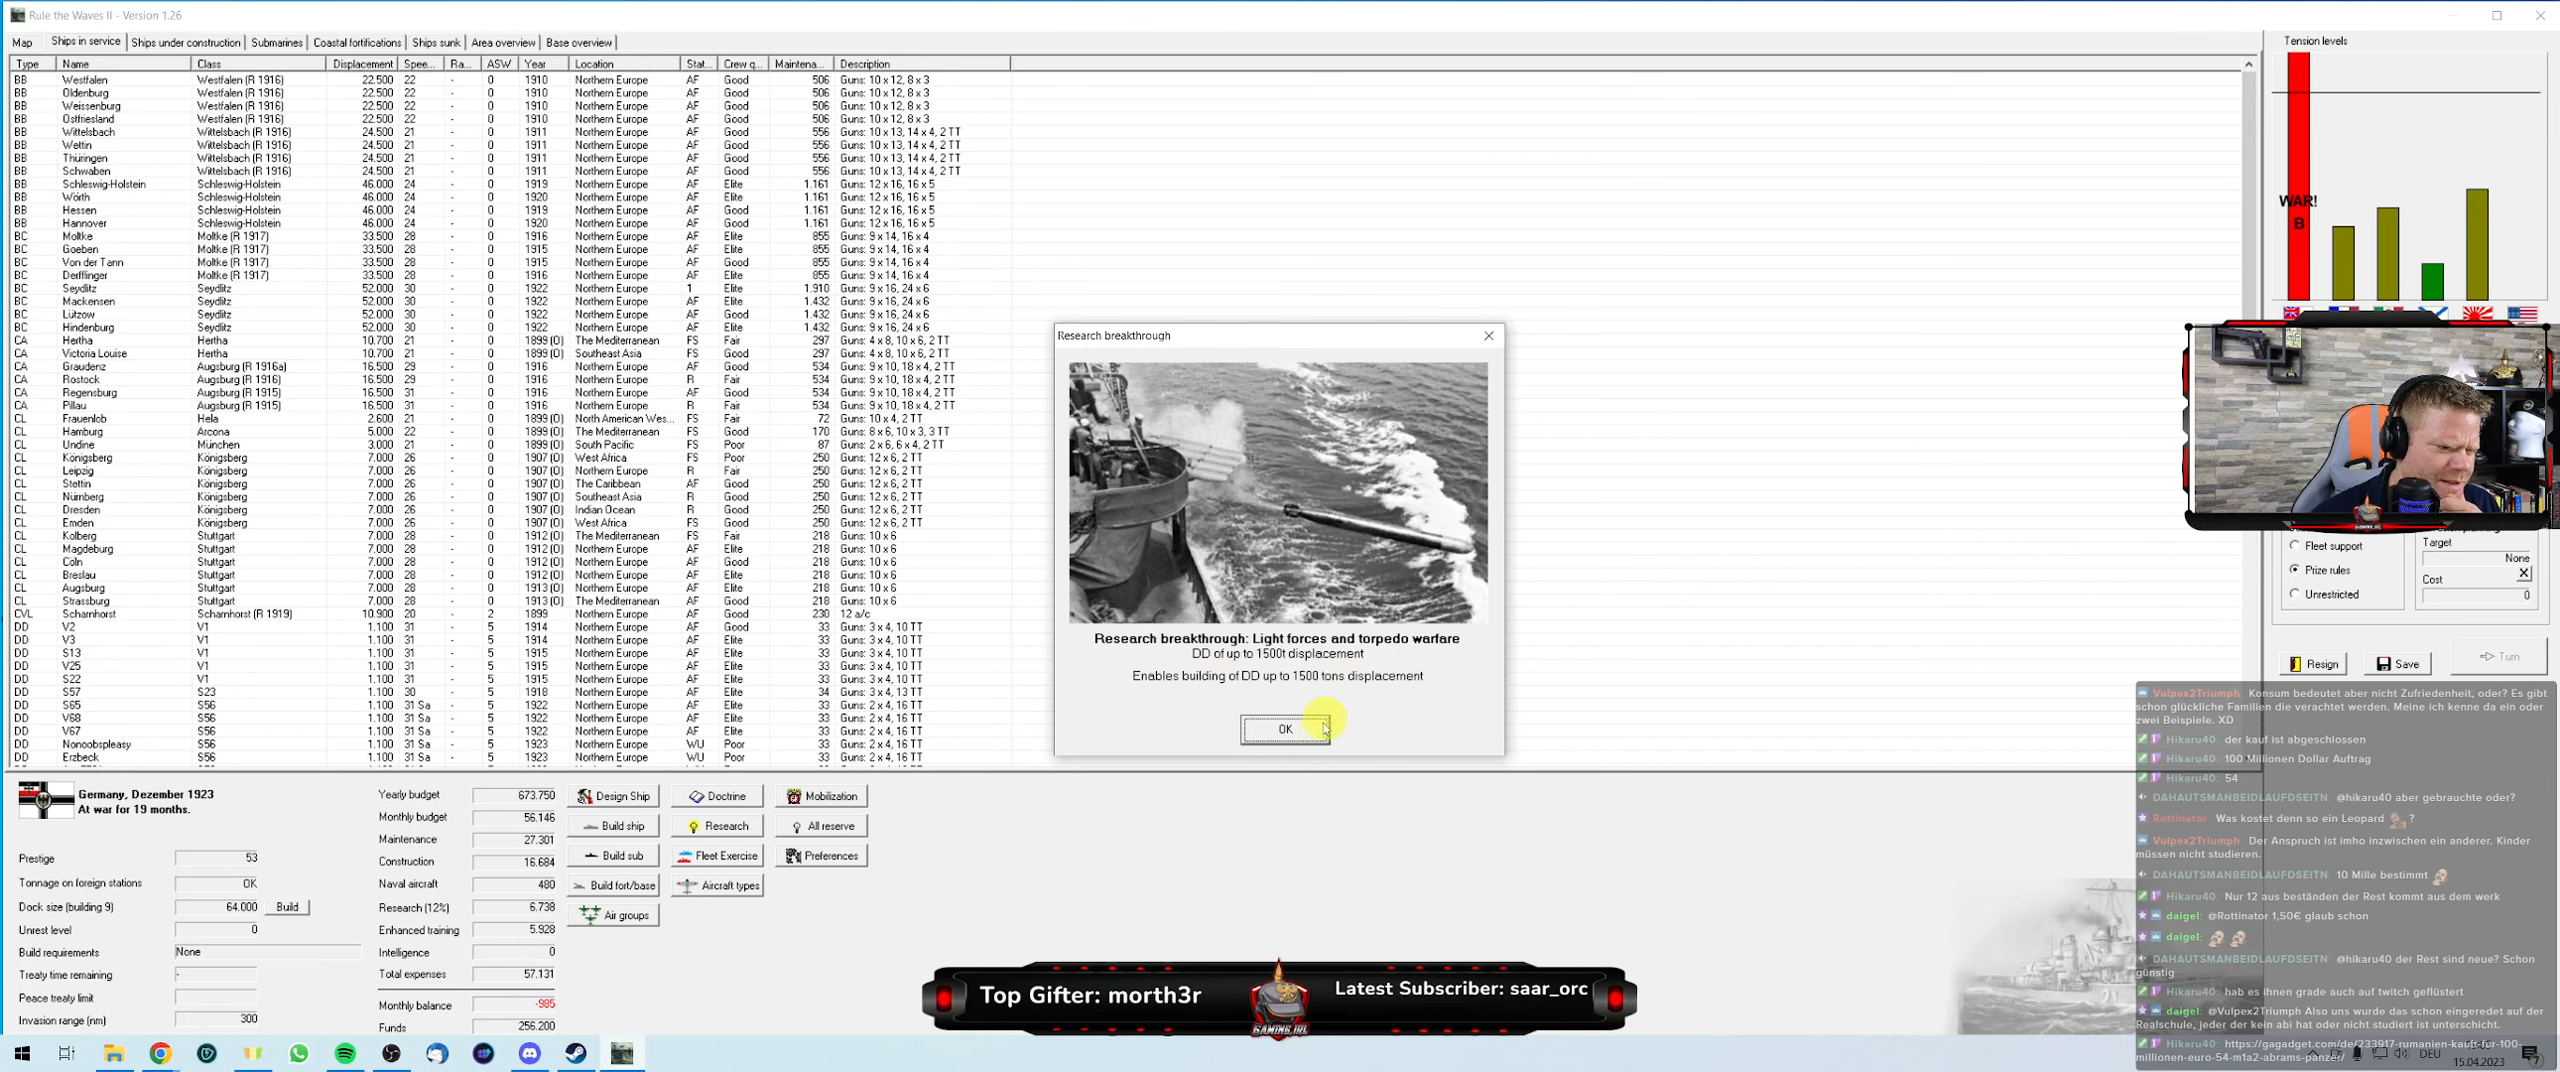 Rule the Waves II - Version 1.26
Map Ships in service Ships under construction Submarines Coastal fortifications Ships sunk Area overview Base overview
Type Name Class Displacement Spee... Ra... ASW Year Location Stat... Crew q... Maintena... Description
BB Westfalen Westfalen (R 1916) 22.500 22 - 0 1910 Northern Europe AF Good 506 Guns: 10 x 12, 8 x 3
BB Oldenburg Westfalen (R 1916) 22.500 22 - 0 1910 Northern Europe AF Good 506 Guns: 10 x 12, 8 x 3
BB Weissenburg Westfalen (R 1916) 22.500 22 - 0 1910 Northern Europe AF Good 506 Guns: 10 x 12, 8 x 3
BB Ostfriesland Westfalen (R 1916) 22.500 22 - 0 1910 Northern Europe AF Good 506 Guns: 10 x 12, 8 x 3
BB Wittelsbach Wittelsbach (R 1916) 24.500 21 - 0 1911 Northern Europe AF Good 556 Guns: 10 x 13, 14 x 4, 2 TT
BB Wettin Wittelsbach (R 1916) 24.500 21 - 0 1911 Northern Europe AF Good 556 Guns: 10 x 13, 14 x 4, 2 TT
BB Thüringen Wittelsbach (R 1916) 24.500 21 - 0 1911 Northern Europe AF Good 556 Guns: 10 x 13, 14 x 4, 2 TT
BB Schwaben Wittelsbach (R 1916) 24.500 21 - 0 1911 Northern Europe AF Good 556 Guns: 10 x 13, 14 x 4, 2 TT
BB Schleswig-Holstein Schleswig-Holstein 46.000 24 - 0 1919 Northern Europe AF Elite 1.161 Guns: 12 x 16, 16 x 5
BB Wörth Schleswig-Holstein 46.000 24 - 0 1920 Northern Europe AF Elite 1.161 Guns: 12 x 16, 16 x 5
BB Hessen Schleswig-Holstein 46.000 24 - 0 1919 Northern Europe AF Good 1.161 Guns: 12 x 16, 16 x 5
BB Hannover Schleswig-Holstein 46.000 24 - 0 1920 Northern Europe AF Good 1.161 Guns: 12 x 16, 16 x 5
BC Moltke Moltke (R 1917) 33.500 28 - 0 1916 Northern Europe AF Elite 855 Guns: 9 x 14, 16 x 4
BC Goeben Moltke (R 1917) 33.500 28 - 0 1915 Northern Europe AF Elite 855 Guns: 9 x 14, 16 x 4
BC Von der Tann Moltke (R 1917) 33.500 28 - 0 1915 Northern Europe AF Good 855 Guns: 9 x 14, 16 x 4
BC Derfflinger Moltke (R 1917) 33.500 28 - 0 1916 Northern Europe AF Elite 855 Guns: 9 x 14, 16 x 4
BC Seydlitz Seydlitz 52.000 30 - 0 1922 Northern Europe 1 Elite 1.910 Guns: 9 x 16, 24 x 6
BC Mackensen Seydlitz 52.000 30 - 0 1922 Northern Europe AF Elite 1.432 Guns: 9 x 16, 24 x 6
BC Lützow Seydlitz 52.000 30 - 0 1922 Northern Europe AF Good 1.432 Guns: 9 x 16, 24 x 6
BC Hindenburg Seydlitz 52.000 30 - 0 1922 Northern Europe AF Elite 1.432 Guns: 9 x 16, 24 x 6
CA Hertha Hertha 10.700 21 - 0 1899 (O) The Mediterranean FS Fair 297 Guns: 4 x 8, 10 x 6, 2 TT
CA Victoria Louise Hertha 10.700 21 - 0 1899 (O) Southeast Asia FS Good 297 Guns: 4 x 8, 10 x 6, 2 TT
CA Graudenz Augsburg (R 1916a) 16.500 29 - 0 1916 Northern Europe AF Good 534 Guns: 9 x 10, 18 x 4, 2 TT
CA Rostock Augsburg (R 1916) 16.500 29 - 0 1916 Northern Europe R Fair 534 Guns: 9 x 10, 18 x 4, 2 TT
CA Regensburg Augsburg (R 1915) 16.500 31 - 0 1916 Northern Europe AF Good 534 Guns: 9 x 10, 18 x 4, 2 TT
CA Pillau Augsburg (R 1915) 16.500 31 - 0 1916 Northern Europe R Fair 534 Guns: 9 x 10, 18 x 4, 2 TT
CL Frauenlob Hela 2.600 21 - 0 1899 (O) North American Wes... FS Fair 72 Guns: 10 x 4, 2 TT
CL Hamburg Arcona 5.000 22 - 0 1899 (O) The Mediterranean FS Good 170 Guns: 8 x 6, 10 x 3, 3 TT
CL Undine München 3.000 21 - 0 1899 (O) South Pacific FS Poor 87 Guns: 2 x 6, 6 x 4, 2 TT
CL Königsberg Königsberg 7.000 26 - 0 1907 (O) West Africa FS Poor 250 Guns: 12 x 6, 2 TT
CL Leipzig Königsberg 7.000 26 - 0 1907 (O) Northern Europe R Fair 250 Guns: 12 x 6, 2 TT
CL Stettin Königsberg 7.000 26 - 0 1907 (O) The Caribbean FS Good 250 Guns: 12 x 6, 2 TT
CL Nürnberg Königsberg 7.000 26 - 0 1907 (O) Southeast Asia R Good 250 Guns: 12 x 6, 2 TT
CL Dresden Königsberg 7.000 26 - 0 1907 (O) Indian Ocean R Good 250 Guns: 12 x 6, 2 TT
CL Emden Königsberg 7.000 26 - 0 1907 (O) West Africa FS Good 250 Guns: 12 x 6, 2 TT
CL Kolberg Stuttgart 7.000 28 - 0 1912 (O) The Mediterranean FS Fair 218 Guns: 10 x 6
CL Magdeburg Stuttgart 7.000 28 - 0 1912 (O) Northern Europe AF Elite 218 Guns: 10 x 6
CL Cöln Stuttgart 7.000 28 - 0 1912 (O) Northern Europe AF Good 218 Guns: 10 x 6
CL Breslau Stuttgart 7.000 28 - 0 1912 (O) Northern Europe AF Elite 218 Guns: 10 x 6
CL Augsburg Stuttgart 7.000 28 - 0 1913 (O) Northern Europe AF Elite 218 Guns: 10 x 6
CL Strassburg Stuttgart 7.000 28 - 0 1913 (O) The Mediterranean AF Good 218 Guns: 10 x 6
CVL Scharnhorst Scharnhorst (R 1919) 10.900 20 - 2 1899 Northern Europe AF Good 230 12 a/c
DD V2 V1 1.100 31 - 5 1914 Northern Europe AF Good 33 Guns: 3 x 4, 10 TT
DD V3 V1 1.100 31 - 5 1914 Northern Europe AF Elite 33 Guns: 3 x 4, 10 TT
DD S13 V1 1.100 31 - 5 1915 Northern Europe AF Elite 33 Guns: 3 x 4, 10 TT
DD V25 V1 1.100 31 - 5 1915 Northern Europe AF Elite 33 Guns: 3 x 4, 10 TT
DD S22 V1 1.100 31 - 5 1915 Northern Europe AF Elite 33 Guns: 3 x 4, 10 TT
DD S57 S23 1.100 30 - 5 1918 Northern Europe AF Elite 34 Guns: 3 x 4, 13 TT
DD S65 S56 1.100 31 Sa - 5 1922 Northern Europe AF Elite 33 Guns: 2 x 4, 16 TT
DD V68 S56 1.100 31 Sa - 5 1922 Northern Europe AF Elite 33 Guns: 2 x 4, 16 TT
DD V67 S56 1.100 31 Sa - 5 1922 Northern Europe AF Elite 33 Guns: 2 x 4, 16 TT
DD Nonoobspleasy S56 1.100 31 Sa - 5 1923 Northern Europe WU Poor 33 Guns: 2 x 4, 16 TT
DD Erzbeck S56 1.100 31 Sa - 5 1923 Northern Europe WU Poor 33 Guns: 2 x 4, 16 TT
Research breakthrough
Research breakthrough: Light forces and torpedo warfare
DD of up to 1500t displacement
Enables building of DD up to 1500 tons displacement
OK
Tension levels
WAR!
B
Fleet support
Prize rules
Unrestricted
Target
None
Cost
X
0
Resign Save Turn
Germany, Dezember 1923
At war for 19 months.
Prestige 53
Tonnage on foreign stations OK
Dock size (building 9) 64.000 Build
Unrest level 0
Build requirements None
Treaty time remaining -
Peace treaty limit
Invasion range (nm) 300
Yearly budget 673.750
Monthly budget 56.146
Maintenance 27.301
Construction 16.684
Naval aircraft 480
Research (12%) 6.738
Enhanced training 5.928
Intelligence 0
Total expenses 57.131
Monthly balance -985
Funds 256.200
Design Ship Doctrine Mobilization
Build ship Research All reserve
Build sub Fleet Exercise Preferences
Build fort/base Aircraft types
Air groups
Top Gifter: morth3r
Latest Subscriber: saar_orc
GAMING.IRL
Vulpex2Triumph: Konsum bedeutet aber nicht Zufriedenheit, oder? Es gibt
schon glückliche Familien die verachtet werden. Meine ich kenne da ein oder
zwei Beispiele. XD
Hikaru40: der kauf ist abgeschlossen
Hikaru40: 100 Millionen Dollar Auftrag
Hikaru40: 54
DAHAUTSMANBEIDLAUFDSEITN: @hikaru40 aber gebrauchte oder?
Rottinator: Was kostet denn so ein Leopard ?
Vulpex2Triumph: Der Anspruch ist imho inzwischen ein anderer. Kinder
müssen nicht studieren.
DAHAUTSMANBEIDLAUFDSEITN: 10 Mille bestimmt
Hikaru40: Nur 12 aus beständen der Rest kommt aus dem werk
daigel: @Rottinator 1,50€ glaub schon
daigel:
DAHAUTSMANBEIDLAUFDSEITN: @hikaru40 der Rest sind neue? Schon
günstig
Hikaru40: hab es ihnen grade auch auf twitch geflüstert
daigel: @Vulpex2Triumph Also uns wurde das schon eingeredet auf der
Realschule, jeder der kein abi hat oder nicht studiert ist unterschicht.
Hikaru40: https://gagadget.com/de/233917-rumanien-kauft-fur-100-
millionen-euro-54-m1a2-abrams-panzer/
DEU
15.04.2023
7